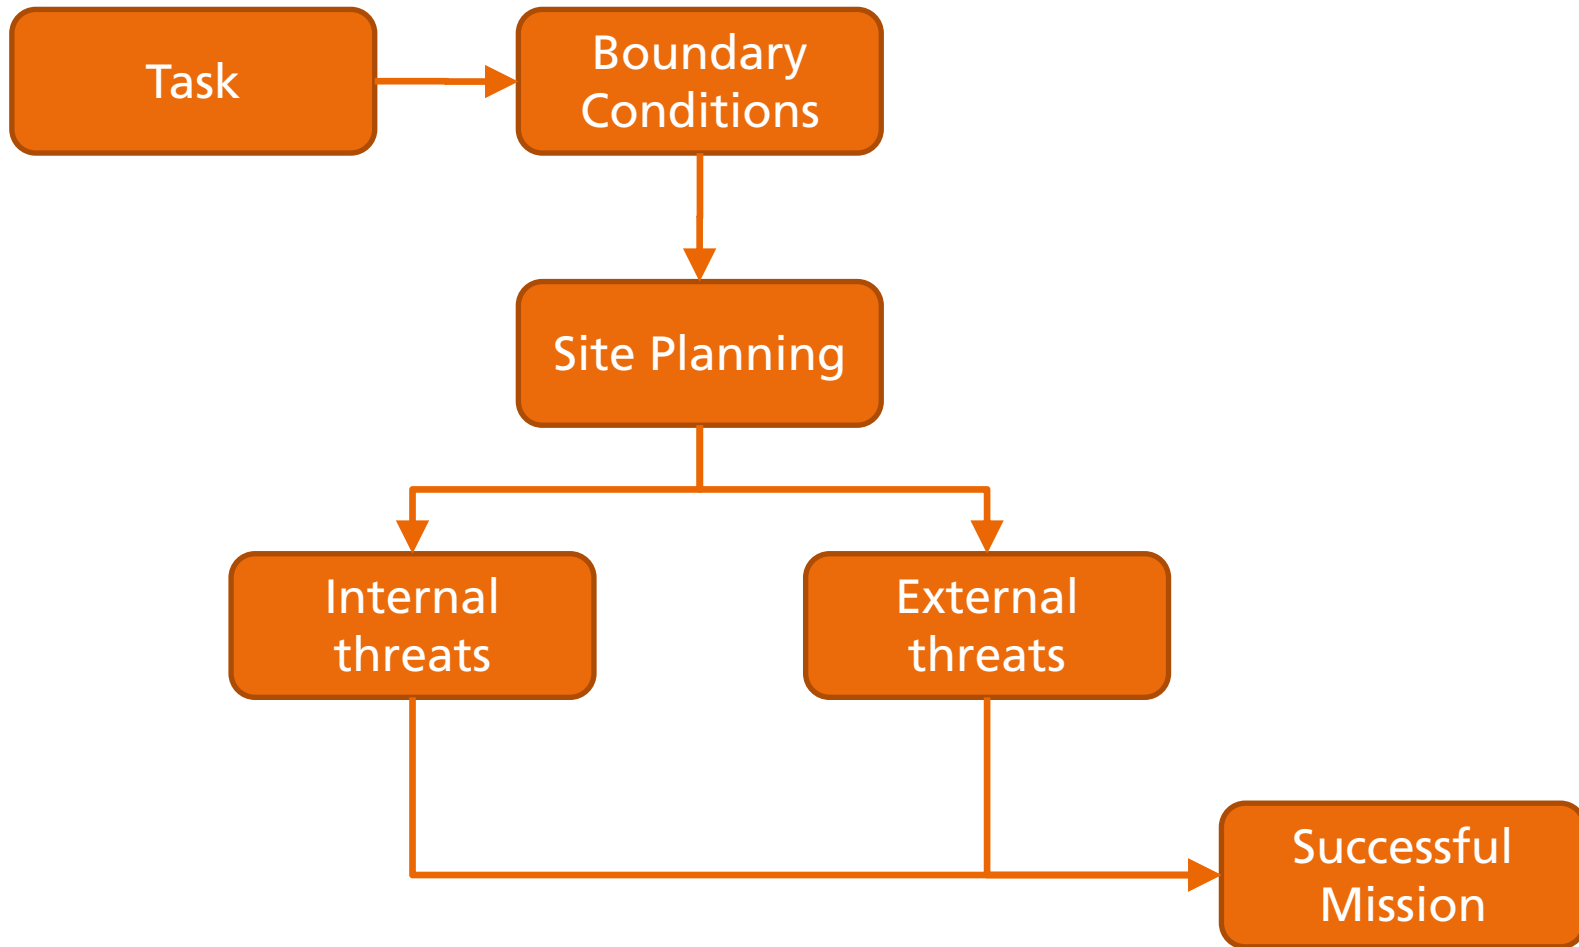 Task
Boundary
Conditions
Site Planning
Internal
threats
External
threats
Successful
Mission